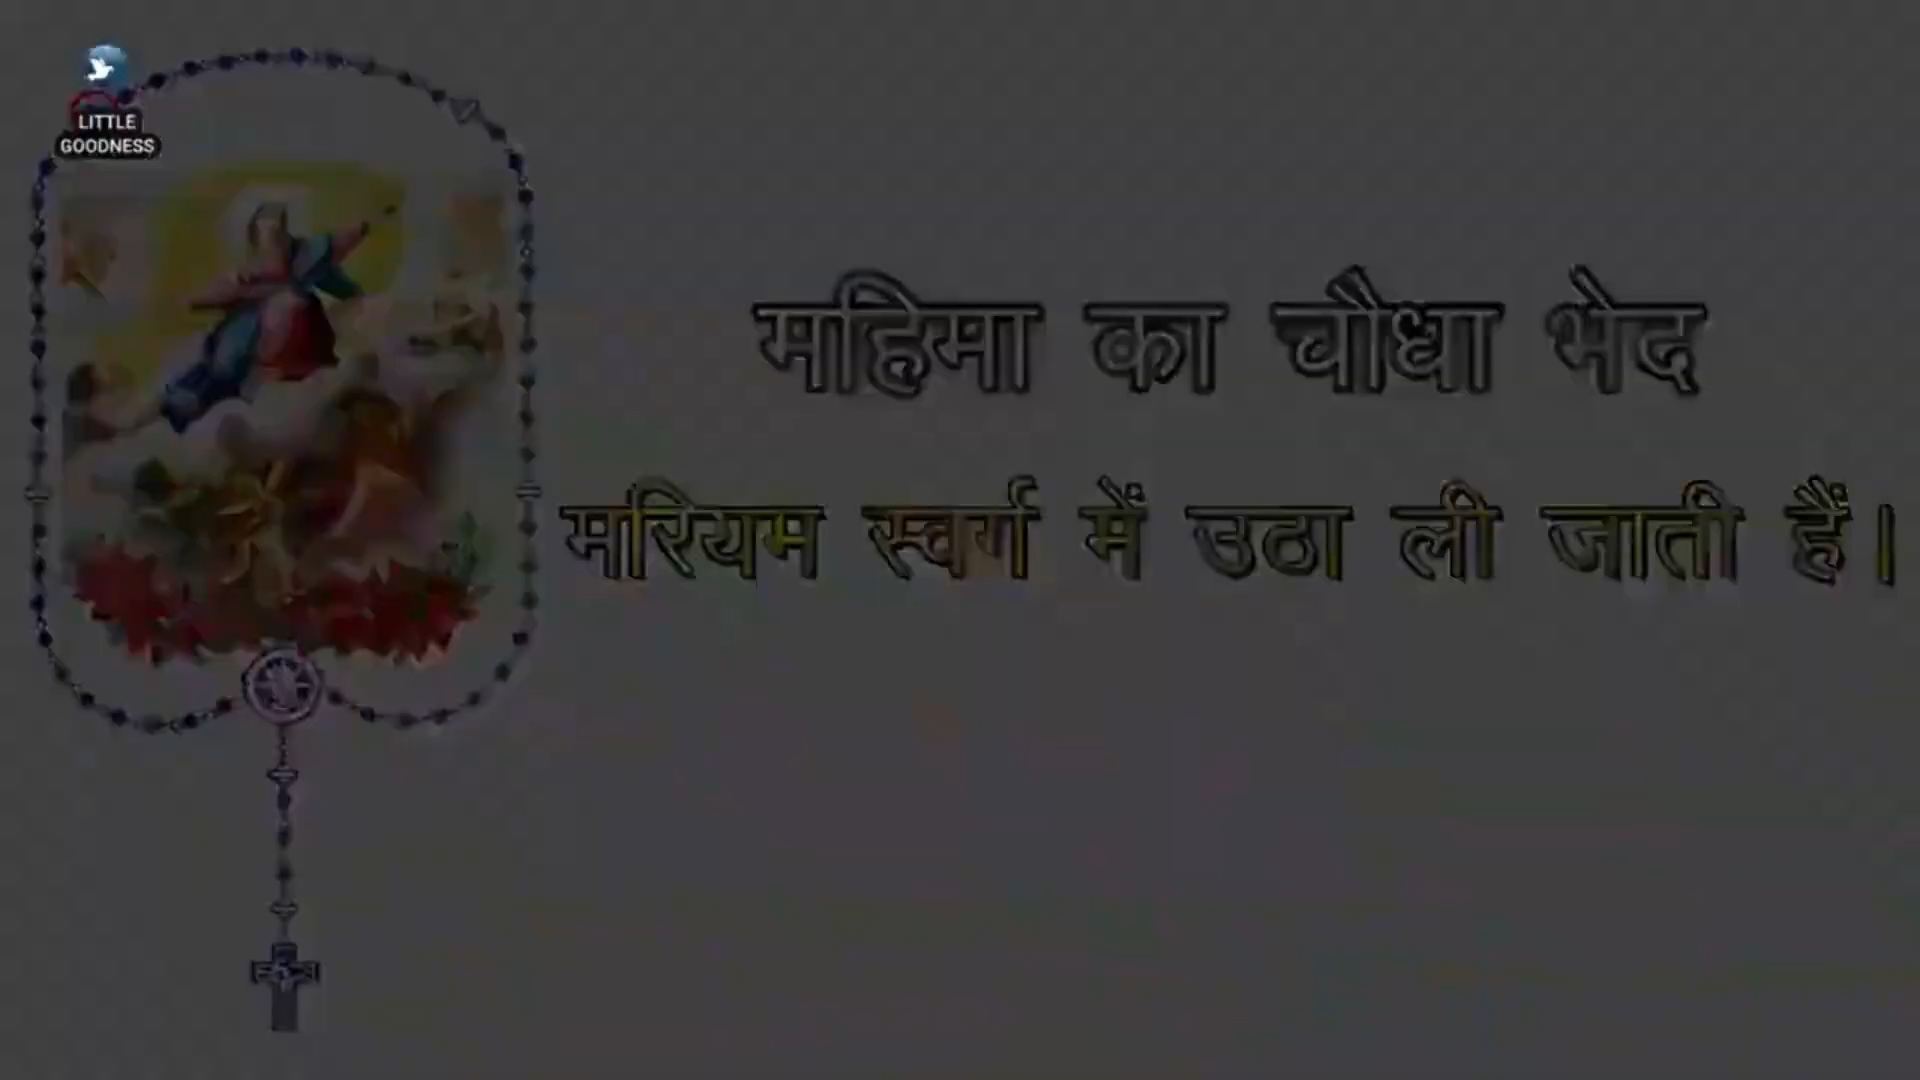 LITTLE
GOODNESS
महिमा का चौधा भेद
मरियम स्वर्ग में उठा ली जाती हैं।